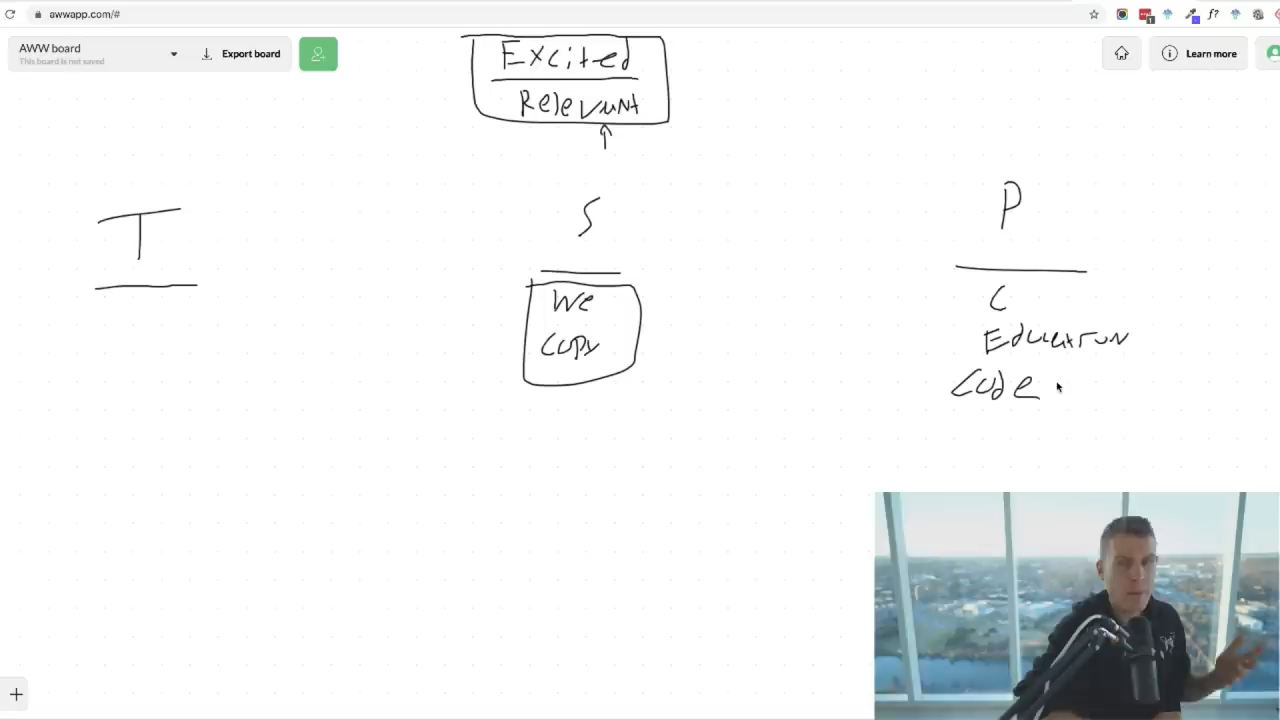 awwapp.com/#
AWW board
This board is not saved
Export board
Learn more
Excited
Relevant
T
S
P
We
Copy
C
Education
Code